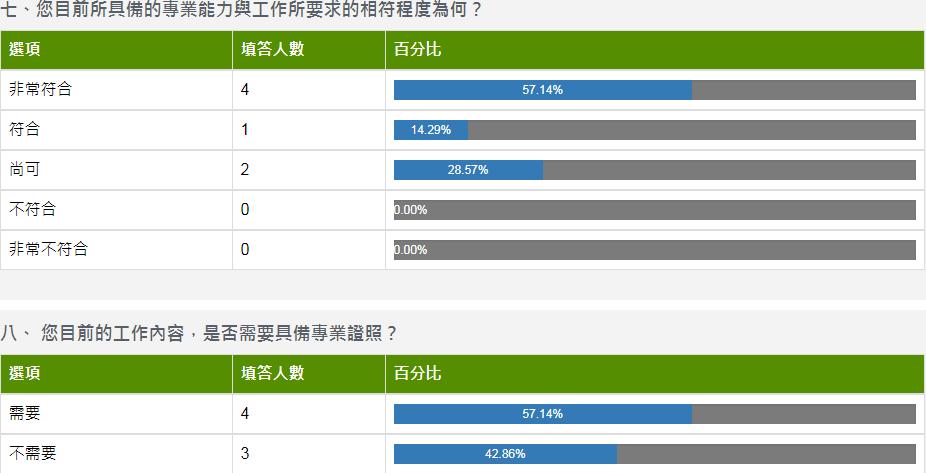 七、您目前所具備的專業能力與工作所要求的相符程度為何？
選項 填答人數 百分比
非常符合 4 57.14%
符合 1 14.29%
尚可 2 28.57%
不符合 0 0.00%
非常不符合 0 0.00%
八、 您目前的工作內容，是否需要具備專業證照？
選項 填答人數 百分比
需要 4 57.14%
不需要 3 42.86%